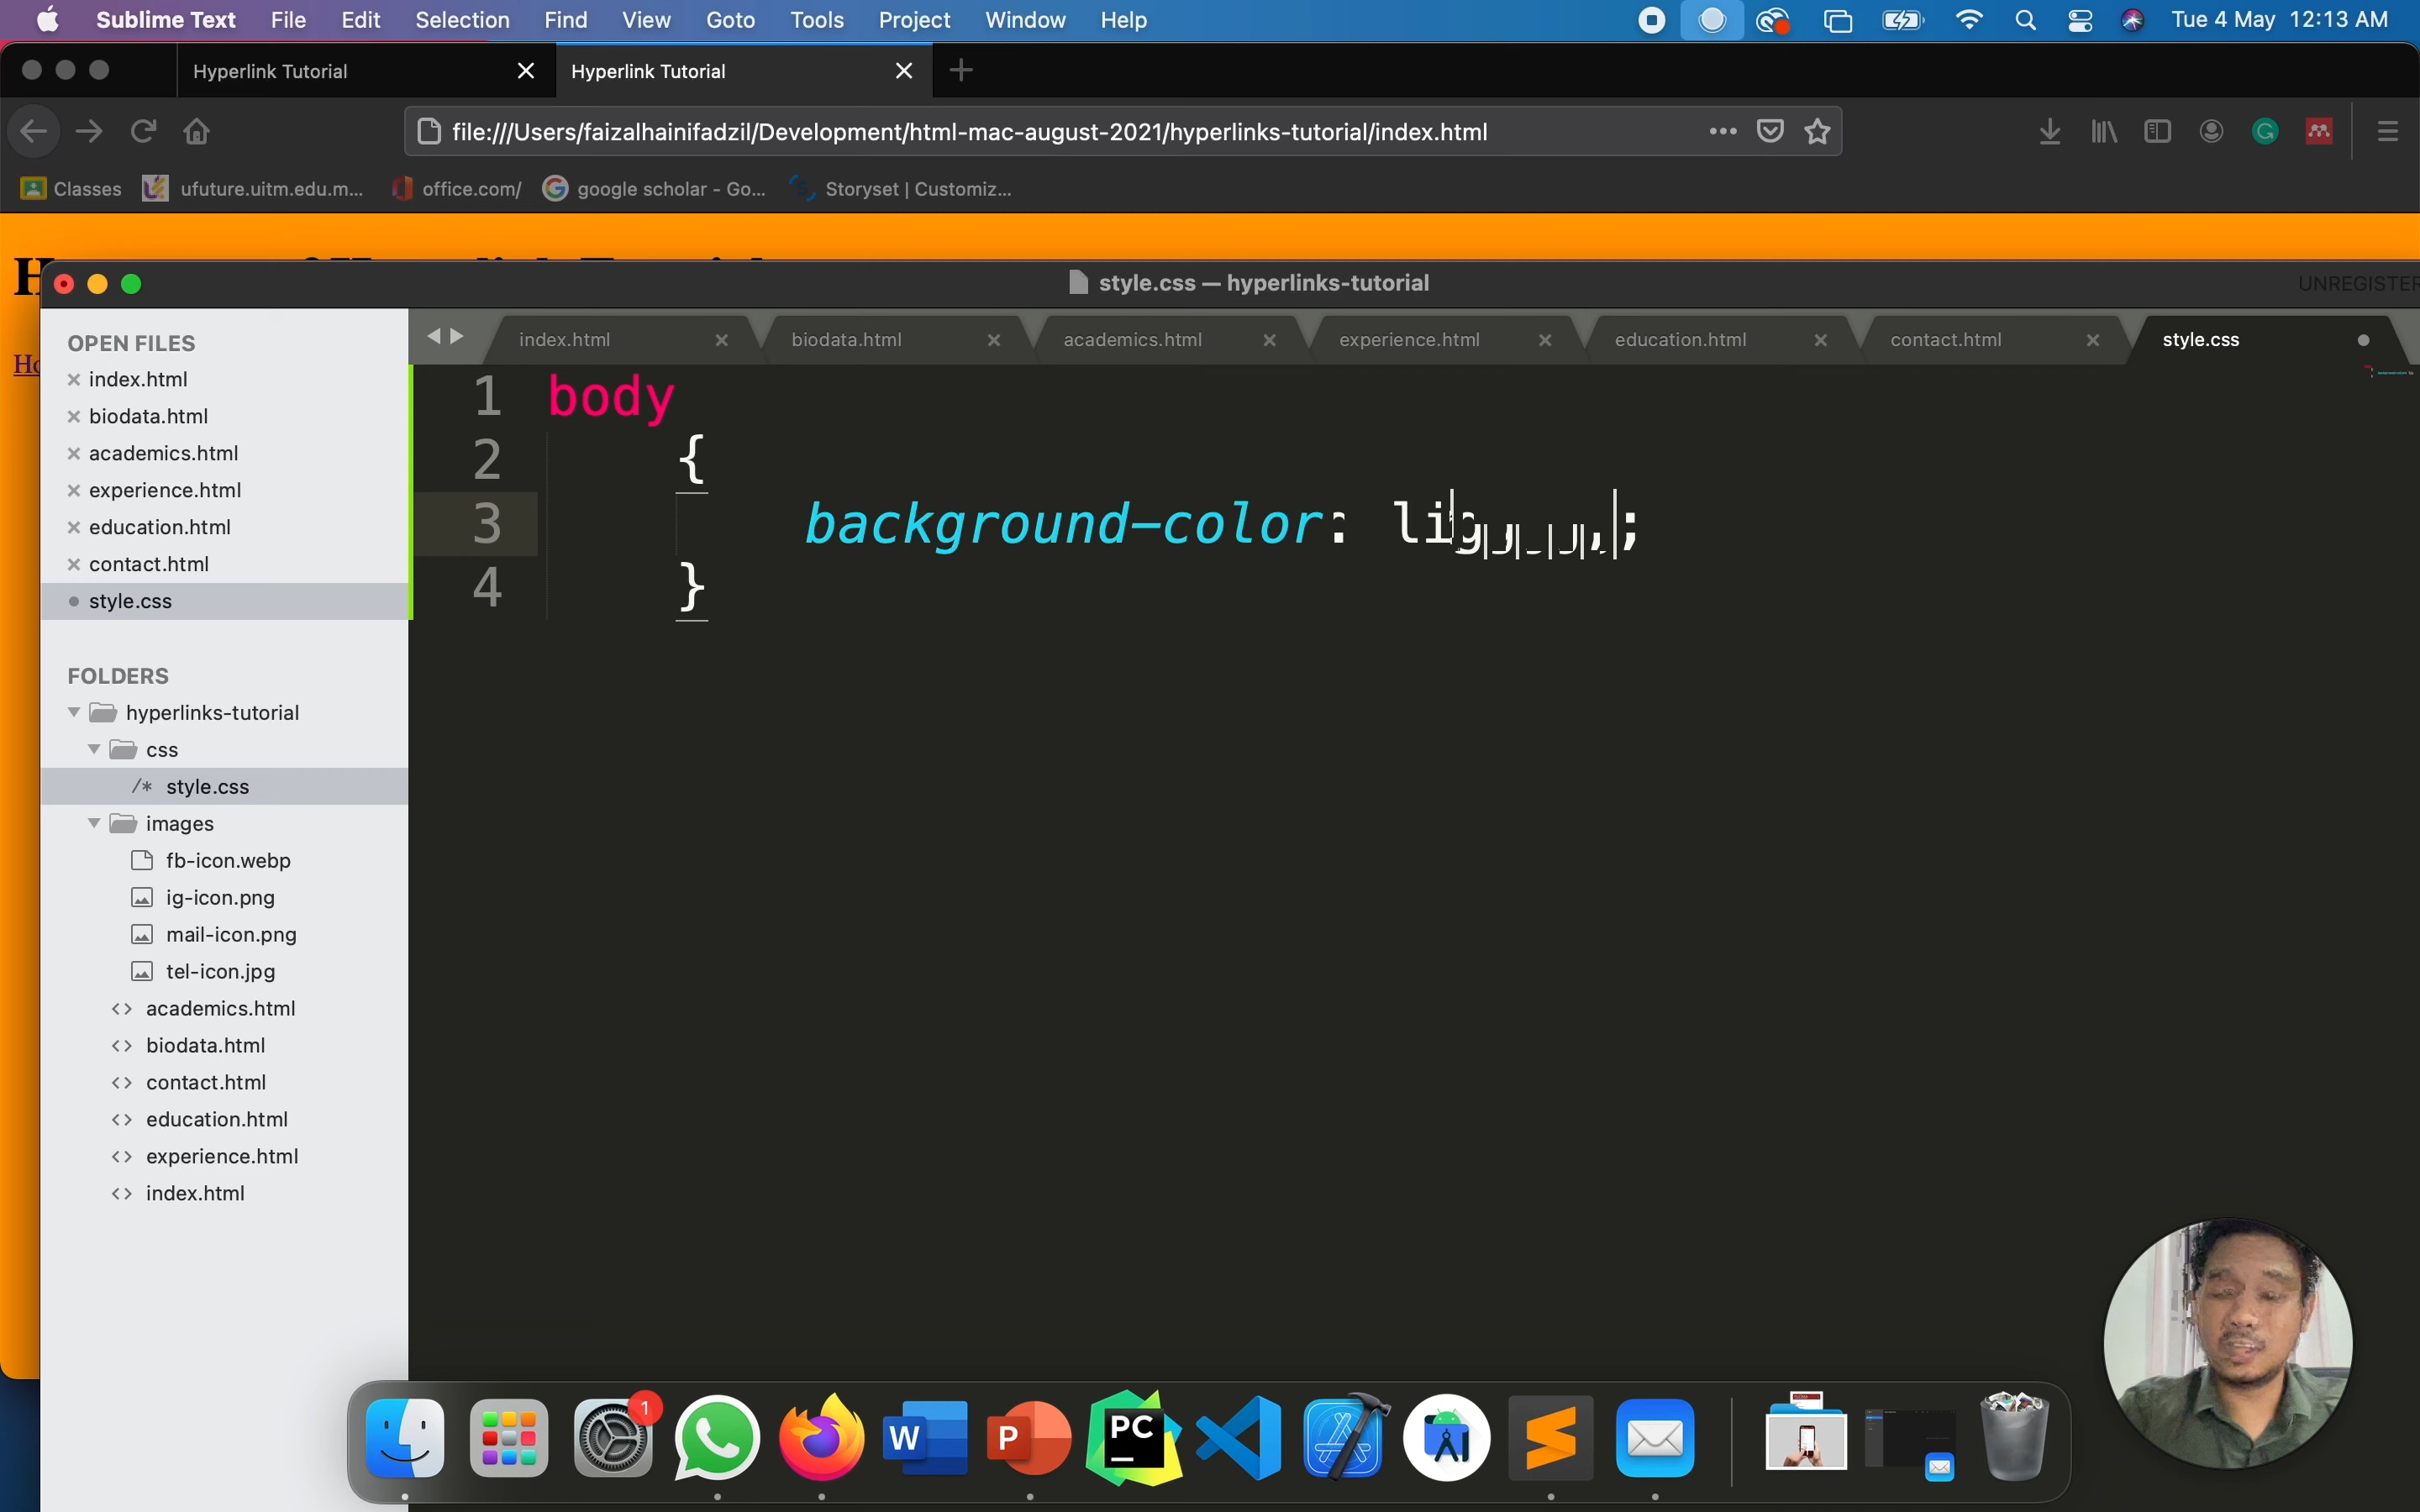 Sublime Text File Edit Selection Find View Goto Tools Project Window Help Tue 4 May 12:13 AM
Hyperlink Tutorial
Hyperlink Tutorial
file:///Users/faizalhainifadzil/Development/html-mac-august-2021/hyperlinks-tutorial/index.html
Classes ufuture.uitm.edu.m... office.com/ google scholar - Go... Storyset | Customiz...
style.css — hyperlinks-tutorial
OPEN FILES
index.html
biodata.html
academics.html
experience.html
education.html
contact.html
style.css
FOLDERS
hyperlinks-tutorial
css
/* style.css
images
fb-icon.webp
ig-icon.png
mail-icon.png
tel-icon.jpg
<> academics.html
<> biodata.html
<> contact.html
<> education.html
<> experience.html
<> index.html
index.html biodata.html academics.html experience.html education.html contact.html style.css
1 body
2 {
3 background-color: ;
4 }
1
W
P
PC